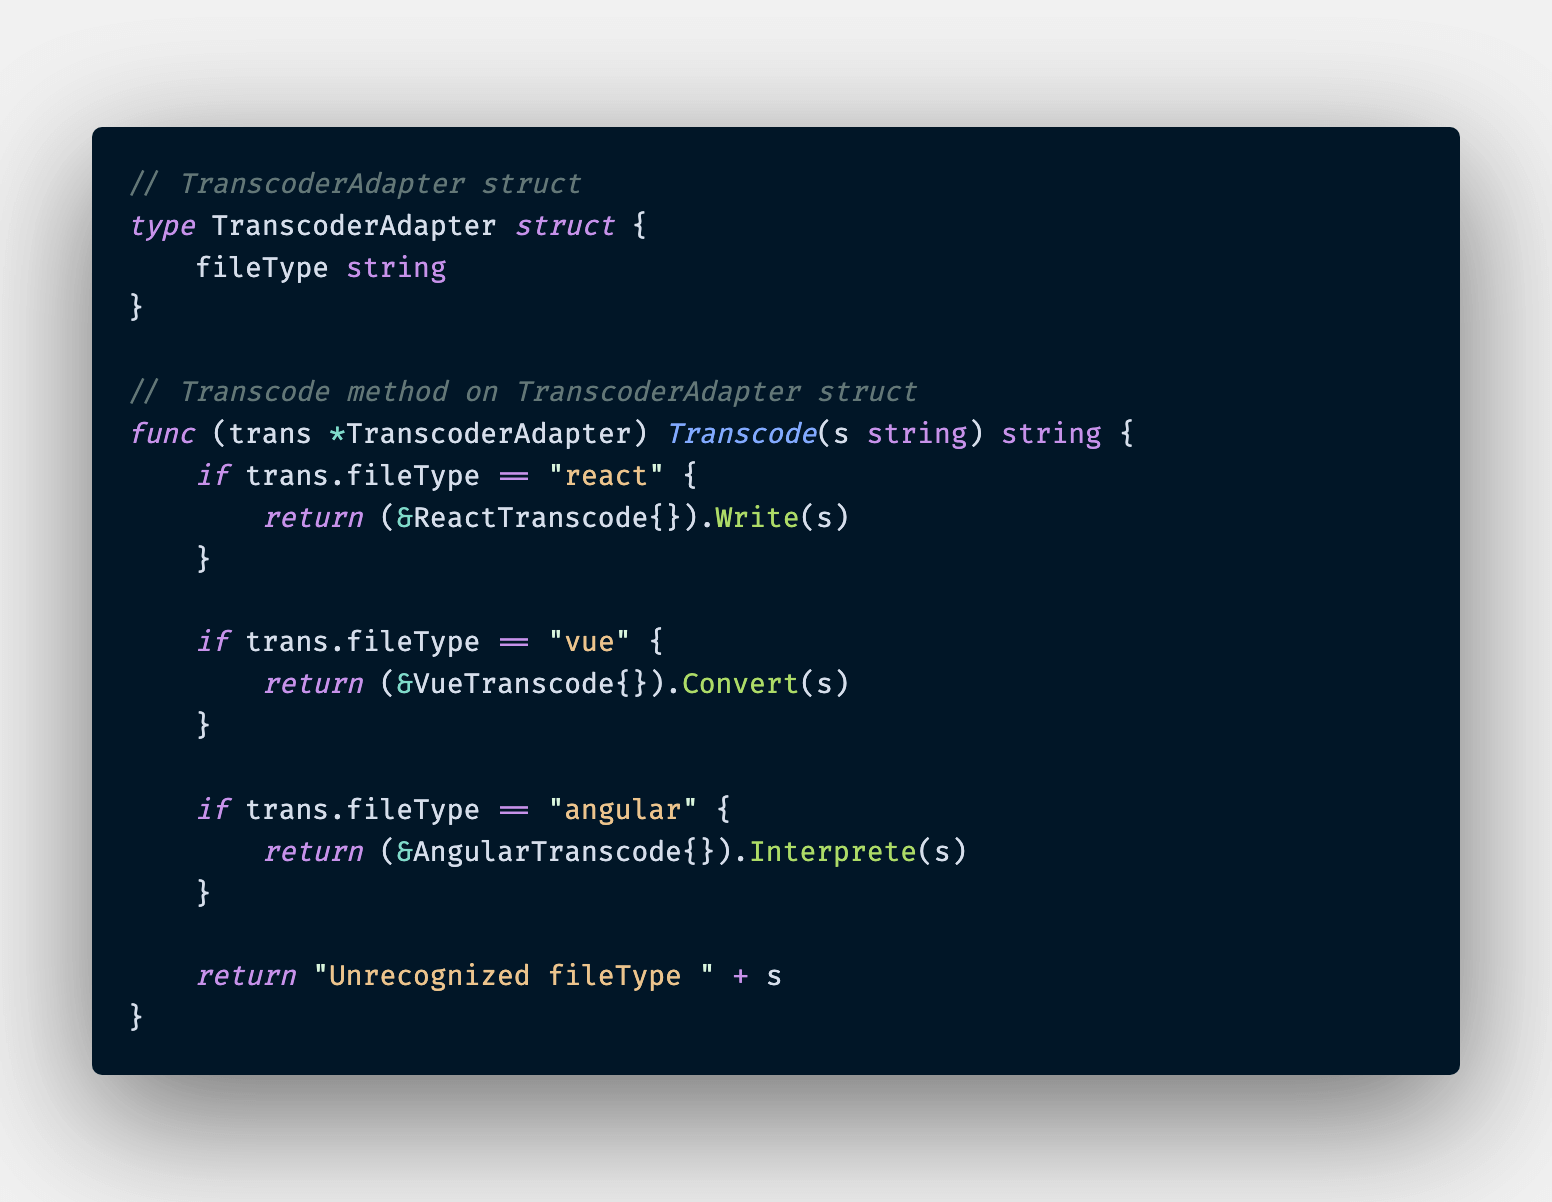 // TranscoderAdapter struct
type TranscoderAdapter struct {
    fileType string
}

// Transcode method on TranscoderAdapter struct
func (trans *TranscoderAdapter) Transcode(s string) string {
    if trans.fileType == "react" {
        return (&ReactTranscode{}).Write(s)
    }

    if trans.fileType == "vue" {
        return (&VueTranscode{}).Convert(s)
    }

    if trans.fileType == "angular" {
        return (&AngularTranscode{}).Interprete(s)
    }

    return "Unrecognized fileType " + s
}